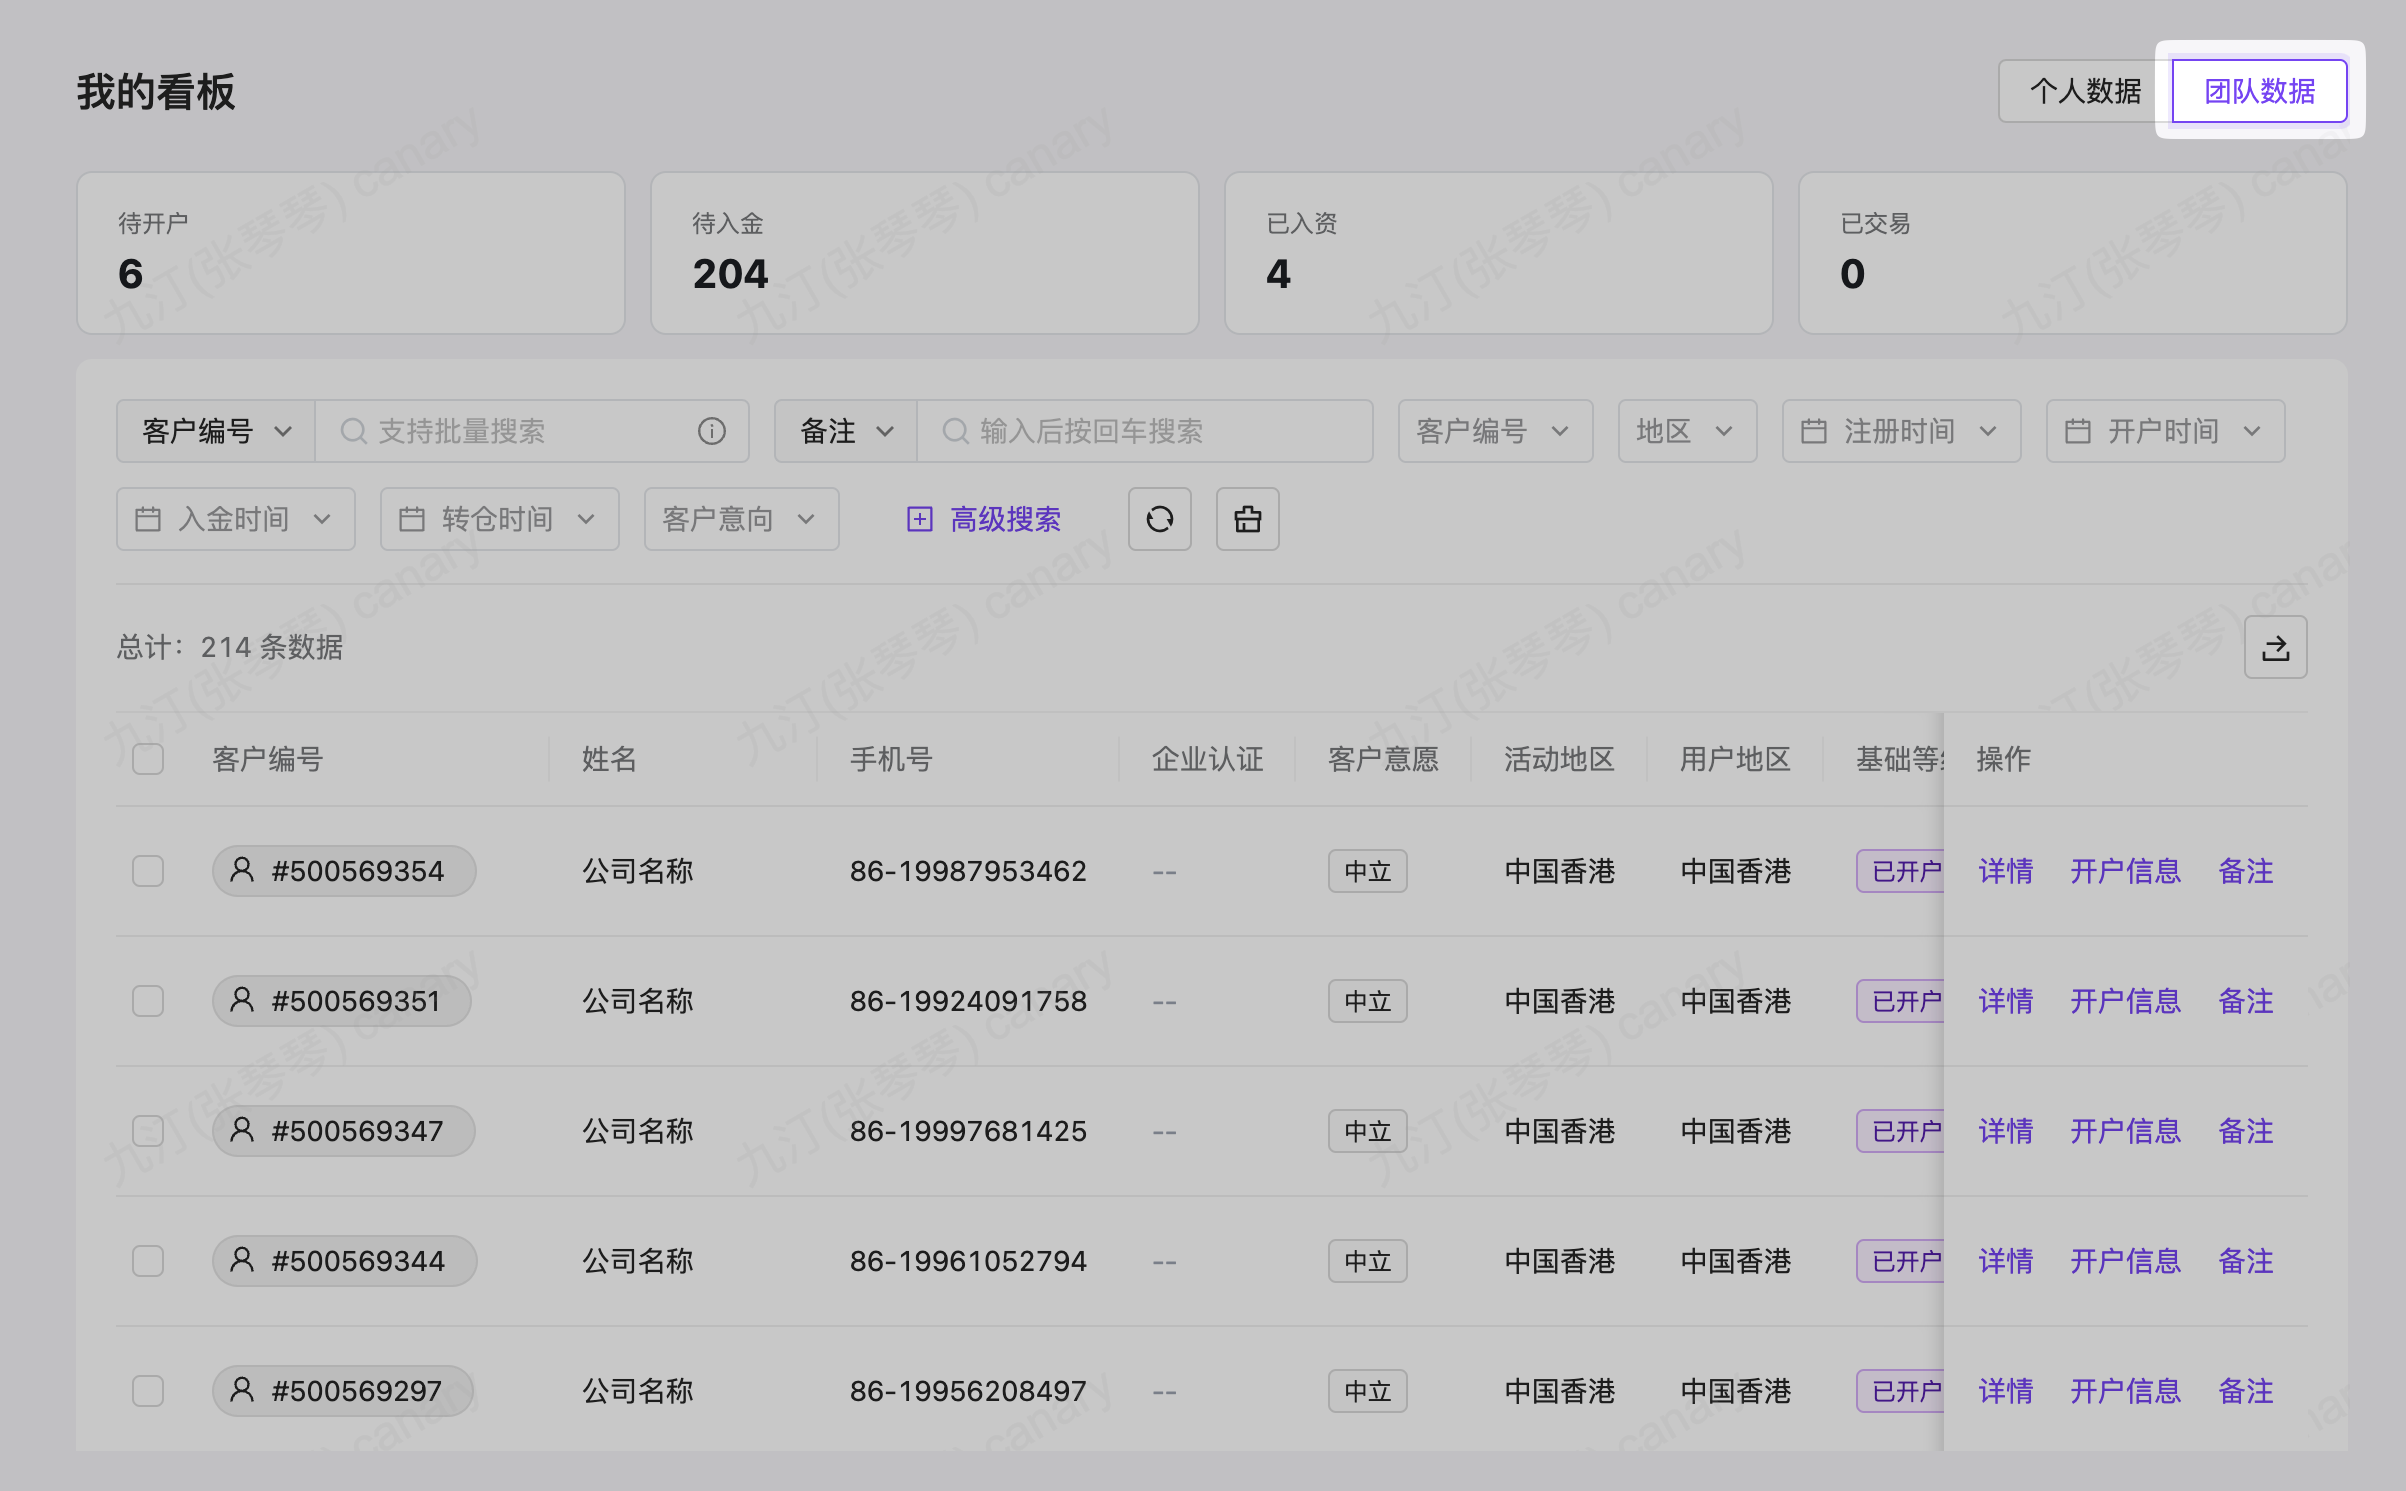 我的看板
个人数据 团队数据
待开户 待入金 已入资 已交易
6 204 4 0
客户编号 支持批量搜索 备注 输入后按回车搜索 客户编号 地区 注册时间 开户时间
入金时间 转仓时间 客户意向 高级搜索
总计：214 条数据
客户编号 姓名 手机号 企业认证 客户意愿 活动地区 用户地区 基础等 操作
#500569354 公司名称 86-19987953462 -- 中立 中国香港 中国香港 已开户 详情 开户信息 备注
#500569351 公司名称 86-19924091758 -- 中立 中国香港 中国香港 已开户 详情 开户信息 备注
#500569347 公司名称 86-19997681425 -- 中立 中国香港 中国香港 已开户 详情 开户信息 备注
#500569344 公司名称 86-19961052794 -- 中立 中国香港 中国香港 已开户 详情 开户信息 备注
#500569297 公司名称 86-19956208497 -- 中立 中国香港 中国香港 已开户 详情 开户信息 备注
九汀(张琴琴) canary